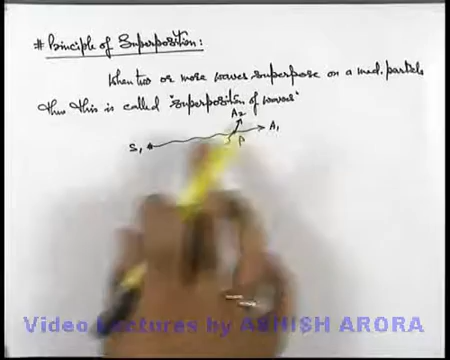 # Principle of Superposition :
When two or more waves superpose on a med. particle
then this is called "superposition of waves"
A2
A1
S1
P
Video Lectures by ASHISH ARORA